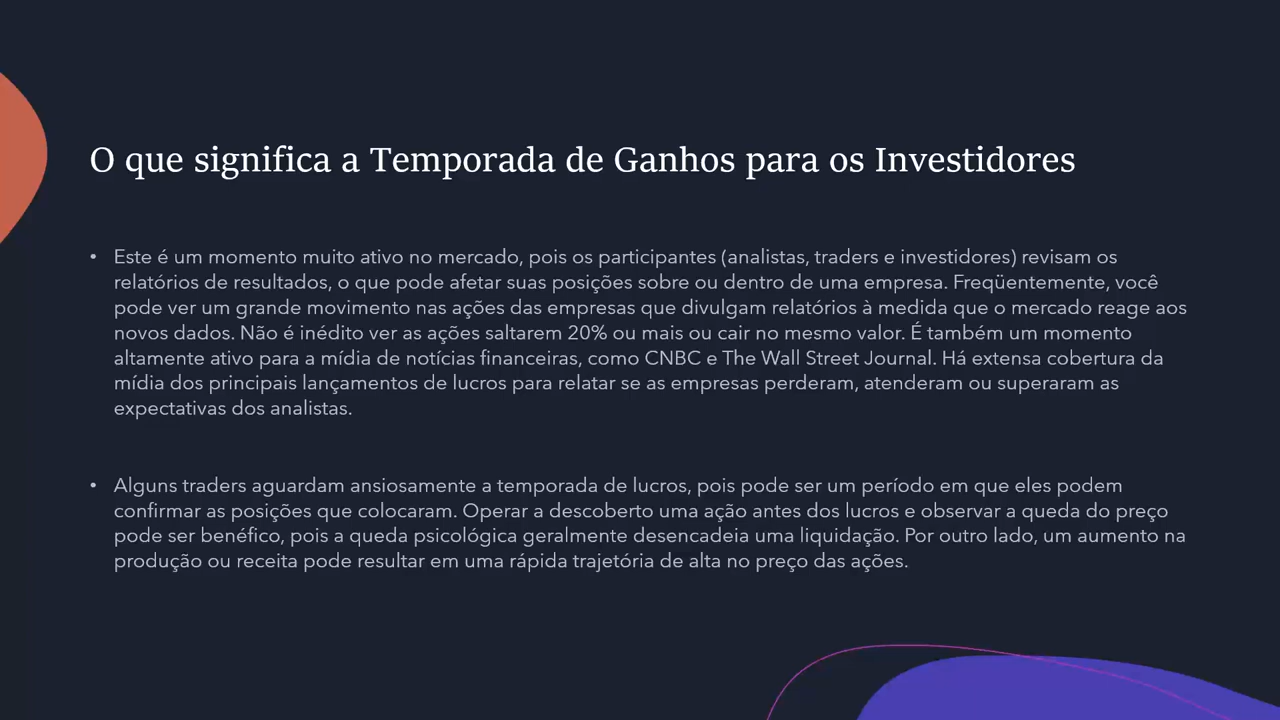 O que significa a Temporada de Ganhos para os Investidores
• Este é um momento muito ativo no mercado, pois os participantes (analistas, traders e investidores) revisam os
relatórios de resultados, o que pode afetar suas posições sobre ou dentro de uma empresa. Freqüentemente, você
pode ver um grande movimento nas ações das empresas que divulgam relatórios à medida que o mercado reage aos
novos dados. Não é inédito ver as ações saltarem 20% ou mais ou cair no mesmo valor. É também um momento
altamente ativo para a mídia de notícias financeiras, como CNBC e The Wall Street Journal. Há extensa cobertura da
mídia dos principais lançamentos de lucros para relatar se as empresas perderam, atenderam ou superaram as
expectativas dos analistas.
• Alguns traders aguardam ansiosamente a temporada de lucros, pois pode ser um período em que eles podem
confirmar as posições que colocaram. Operar a descoberto uma ação antes dos lucros e observar a queda do preço
pode ser benéfico, pois a queda psicológica geralmente desencadeia uma liquidação. Por outro lado, um aumento na
produção ou receita pode resultar em uma rápida trajetória de alta no preço das ações.